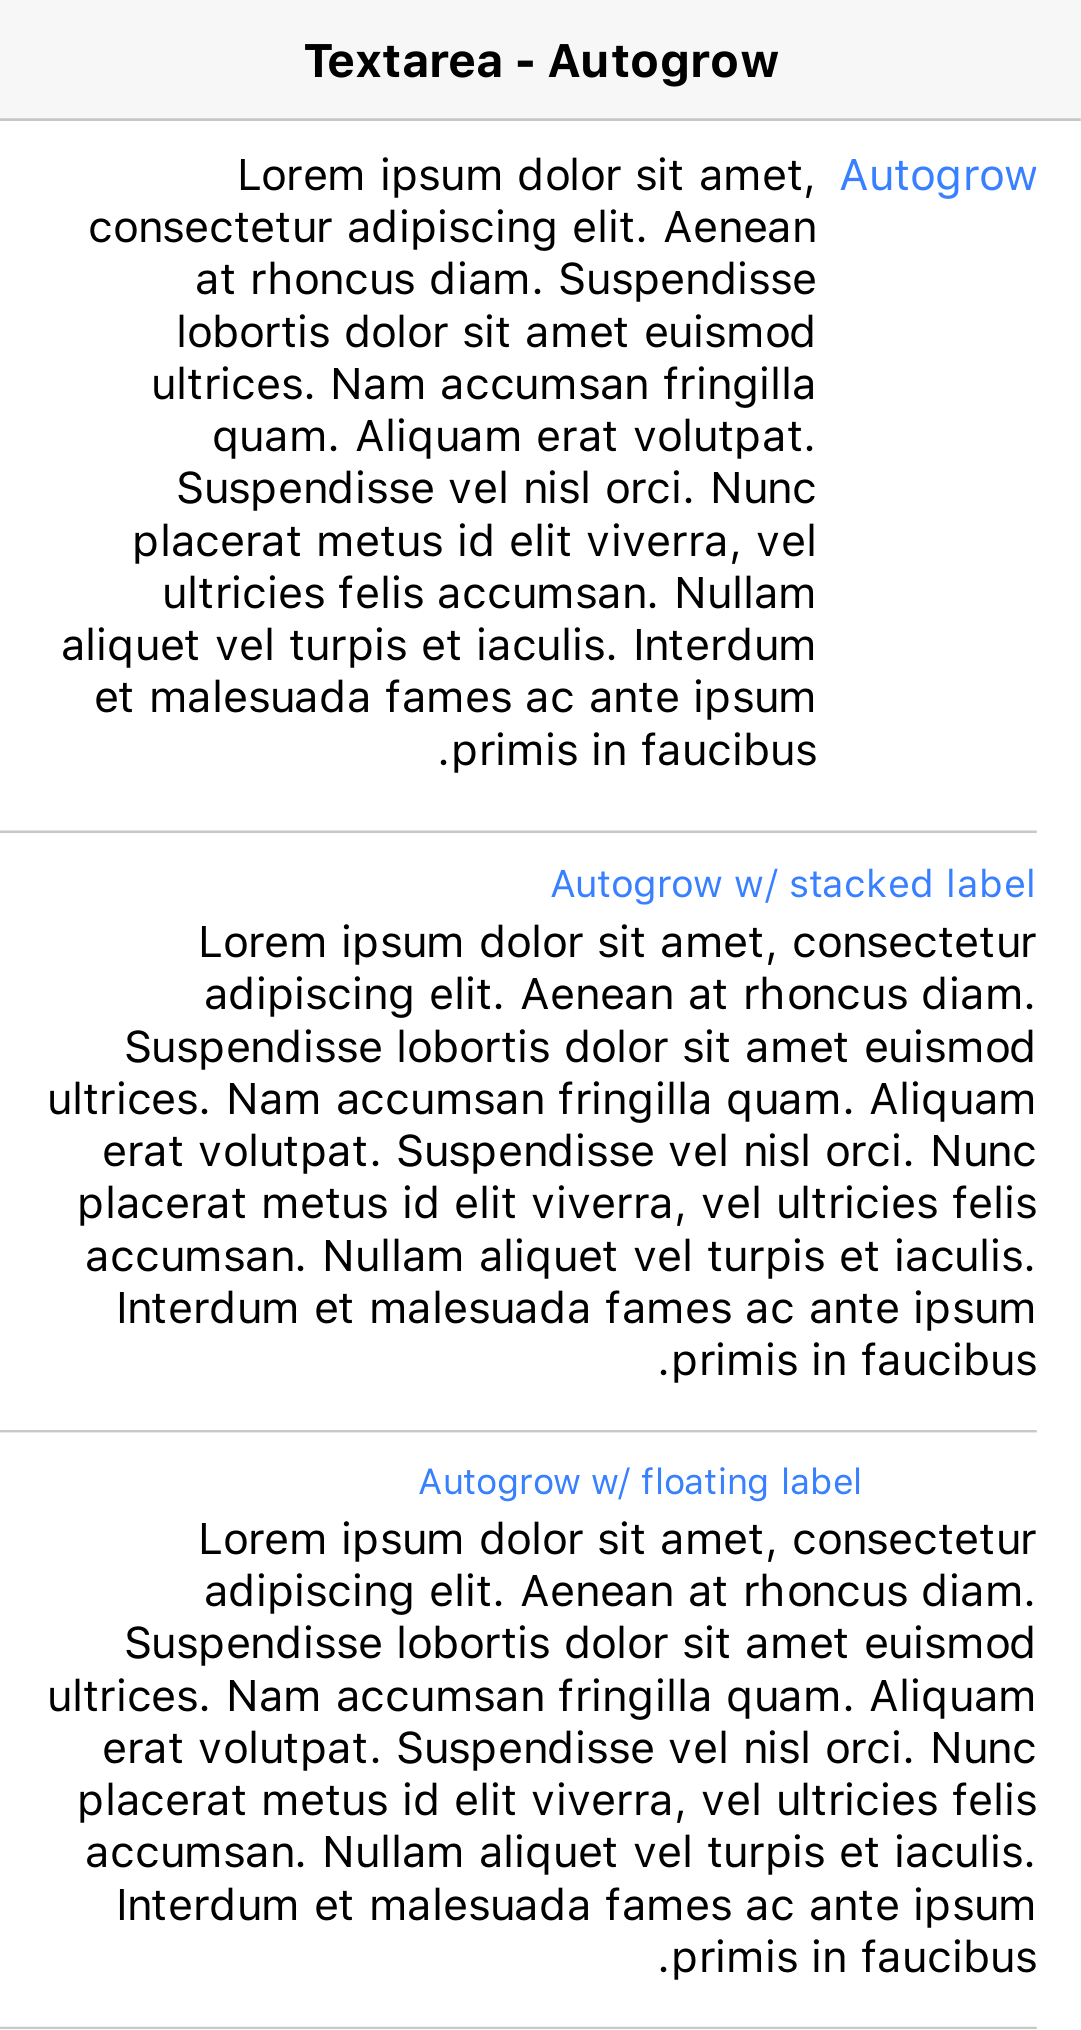 Textarea - Autogrow
Autogrow
Lorem ipsum dolor sit amet,
consectetur adipiscing elit. Aenean
at rhoncus diam. Suspendisse
lobortis dolor sit amet euismod
ultrices. Nam accumsan fringilla
quam. Aliquam erat volutpat.
Suspendisse vel nisl orci. Nunc
placerat metus id elit viverra, vel
ultricies felis accumsan. Nullam
aliquet vel turpis et iaculis. Interdum
et malesuada fames ac ante ipsum
.primis in faucibus
Autogrow w/ stacked label
Lorem ipsum dolor sit amet, consectetur
adipiscing elit. Aenean at rhoncus diam.
Suspendisse lobortis dolor sit amet euismod
ultrices. Nam accumsan fringilla quam. Aliquam
erat volutpat. Suspendisse vel nisl orci. Nunc
placerat metus id elit viverra, vel ultricies felis
accumsan. Nullam aliquet vel turpis et iaculis.
Interdum et malesuada fames ac ante ipsum
.primis in faucibus
Autogrow w/ floating label
Lorem ipsum dolor sit amet, consectetur
adipiscing elit. Aenean at rhoncus diam.
Suspendisse lobortis dolor sit amet euismod
ultrices. Nam accumsan fringilla quam. Aliquam
erat volutpat. Suspendisse vel nisl orci. Nunc
placerat metus id elit viverra, vel ultricies felis
accumsan. Nullam aliquet vel turpis et iaculis.
Interdum et malesuada fames ac ante ipsum
.primis in faucibus